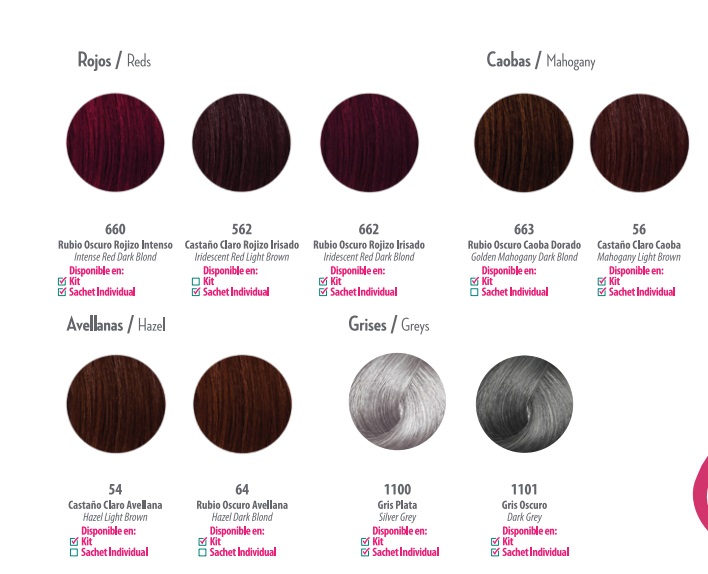 Rojos / Reds
Caobas / Mahogany
660
Rubio Oscuro Rojizo Intenso
Intense Red Dark Blond
Disponible en:
☑ Kit
☑ Sachet Individual
562
Castaño Claro Rojizo Irisado
Iridescent Red Light Brown
Disponible en:
☐ Kit
☑ Sachet Individual
662
Rubio Oscuro Rojizo Irisado
Iridescent Red Dark Blond
Disponible en:
☑ Kit
☑ Sachet Individual
663
Rubio Oscuro Caoba Dorado
Golden Mahogany Dark Blond
Disponible en:
☑ Kit
☐ Sachet Individual
56
Castaño Claro Caoba
Mahogany Light Brown
Disponible en:
☑ Kit
☑ Sachet Individual
Avellanas / Hazel
Grises / Greys
54
Castaño Claro Avellana
Hazel Light Brown
Disponible en:
☑ Kit
☐ Sachet Individual
64
Rubio Oscuro Avellana
Hazel Dark Blond
Disponible en:
☑ Kit
☐ Sachet Individual
1100
Gris Plata
Silver Grey
Disponible en:
☑ Kit
☑ Sachet Individual
1101
Gris Oscuro
Dark Grey
Disponible en:
☑ Kit
☑ Sachet Individual